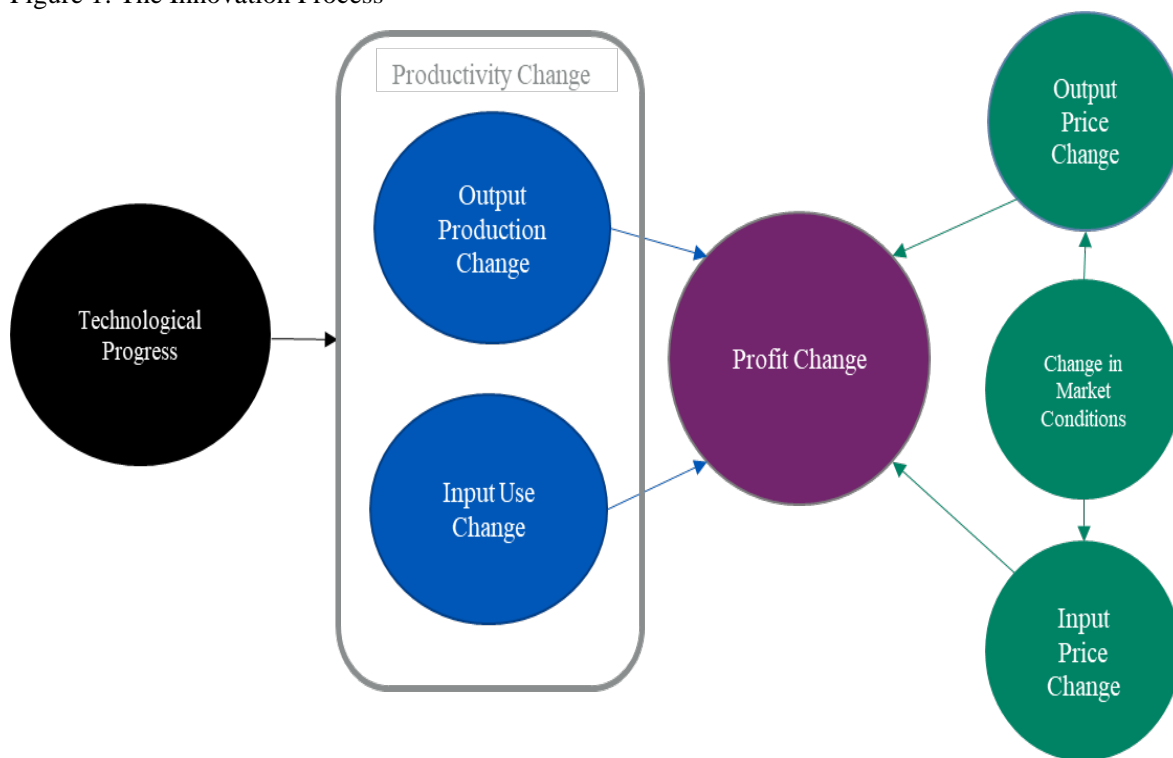 Figure 1: The Innovation Process
Productivity Change
Output
Production
Change
Input Use
Change
Technological
Progress
Profit Change
Output
Price
Change
Change in
Market
Conditions
Input
Price
Change